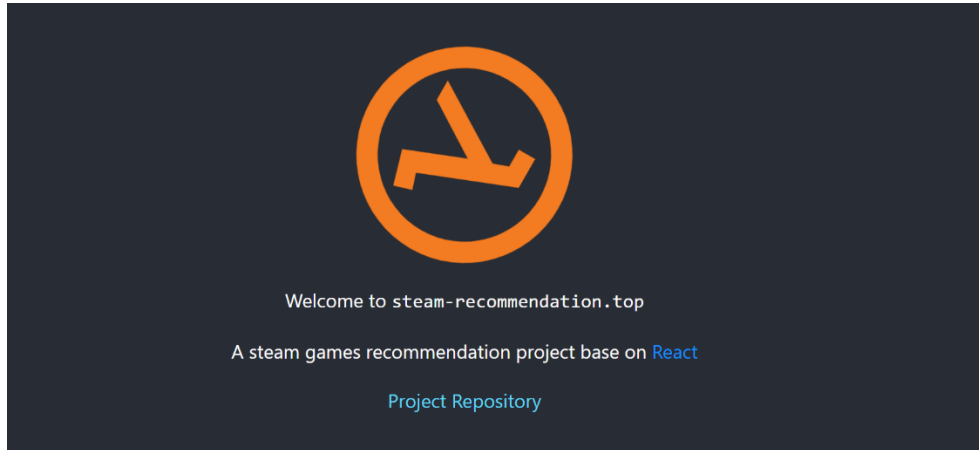 Welcome to steam-recommendation.top
A steam games recommendation project base on React
Project Repository